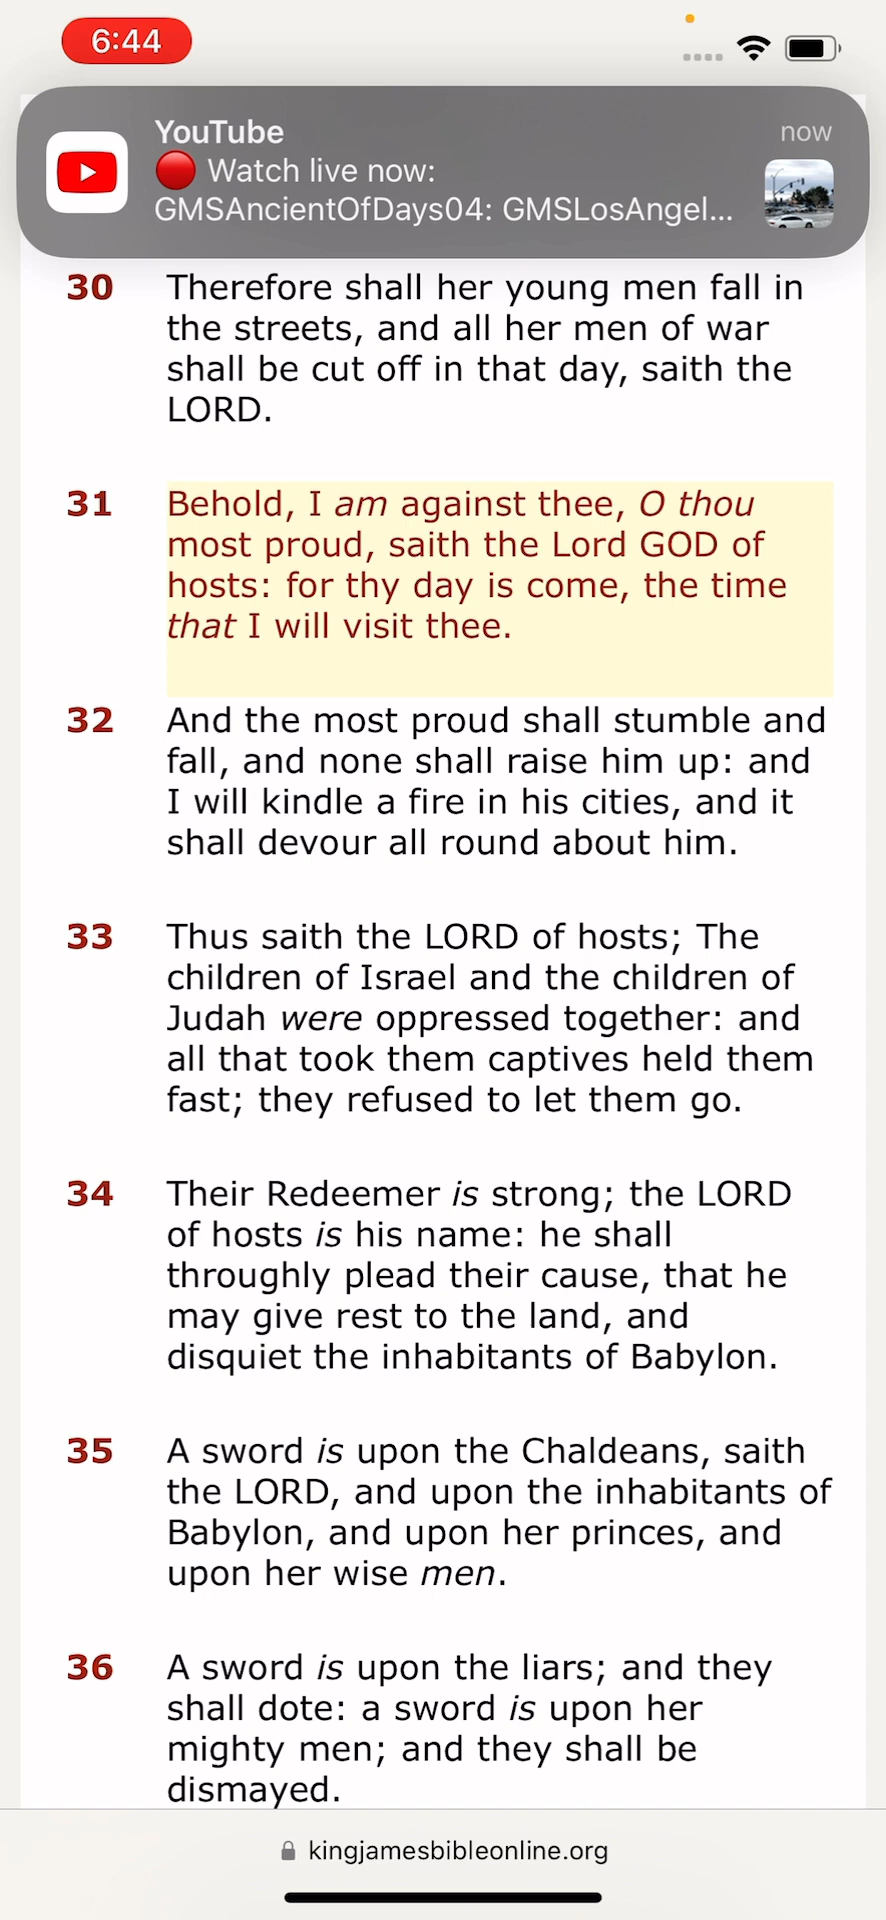 6:44
YouTube
now
Watch live now:
GMSAncientOfDays04: GMSLosAngel...
30 Therefore shall her young men fall in
the streets, and all her men of war
shall be cut off in that day, saith the
LORD.
31 Behold, I am against thee, O thou
most proud, saith the Lord GOD of
hosts: for thy day is come, the time
that I will visit thee.
32 And the most proud shall stumble and
fall, and none shall raise him up: and
I will kindle a fire in his cities, and it
shall devour all round about him.
33 Thus saith the LORD of hosts; The
children of Israel and the children of
Judah were oppressed together: and
all that took them captives held them
fast; they refused to let them go.
34 Their Redeemer is strong; the LORD
of hosts is his name: he shall
throughly plead their cause, that he
may give rest to the land, and
disquiet the inhabitants of Babylon.
35 A sword is upon the Chaldeans, saith
the LORD, and upon the inhabitants of
Babylon, and upon her princes, and
upon her wise men.
36 A sword is upon the liars; and they
shall dote: a sword is upon her
mighty men; and they shall be
dismayed.
kingjamesbibleonline.org